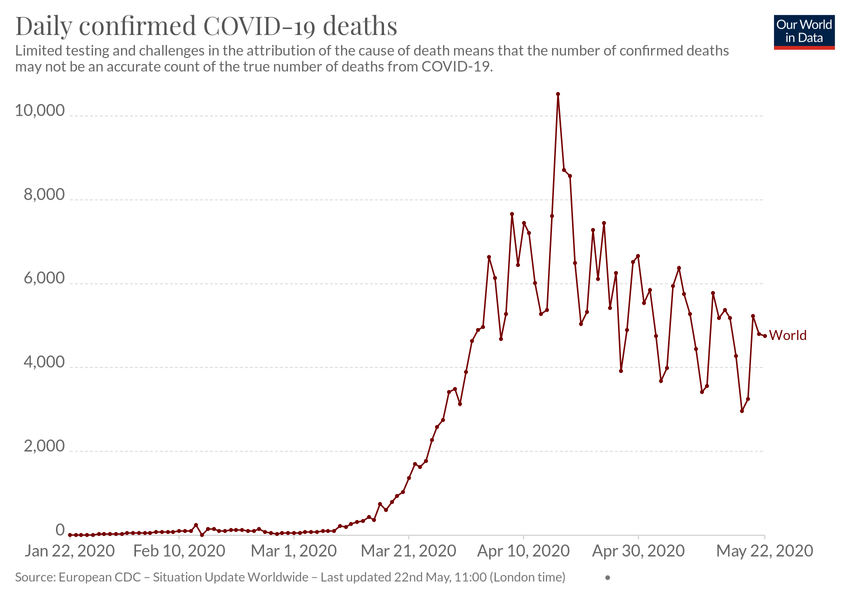 Daily confirmed COVID-19 deaths
Our World
in Data
Limited testing and challenges in the attribution of the cause of death means that the number of confirmed deaths
may not be an accurate count of the true number of deaths from COVID-19.
10,000
8,000
6,000
4,000
2,000
0
World
Jan 22, 2020 Feb 10, 2020 Mar 1, 2020 Mar 21, 2020 Apr 10, 2020 Apr 30, 2020 May 22, 2020
Source: European CDC – Situation Update Worldwide – Last updated 22nd May, 11:00 (London time) •